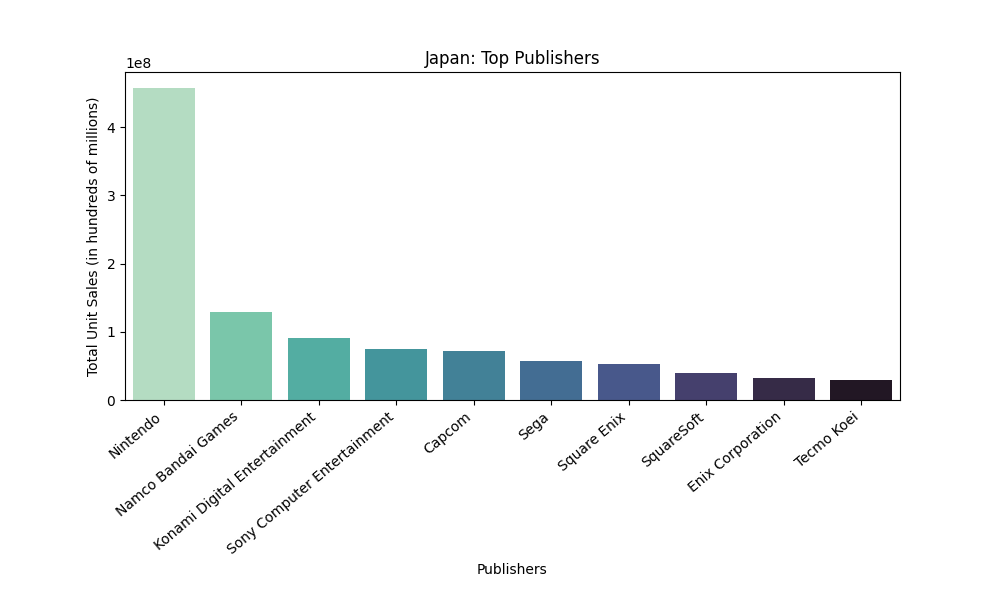 Japan: Top Publishers
1e8
Total Unit Sales (in hundreds of millions)
4
3
2
1
0
Nintendo
Namco Bandai Games
Konami Digital Entertainment
Sony Computer Entertainment
Capcom
Sega
Square Enix
SquareSoft
Enix Corporation
Tecmo Koei
Publishers